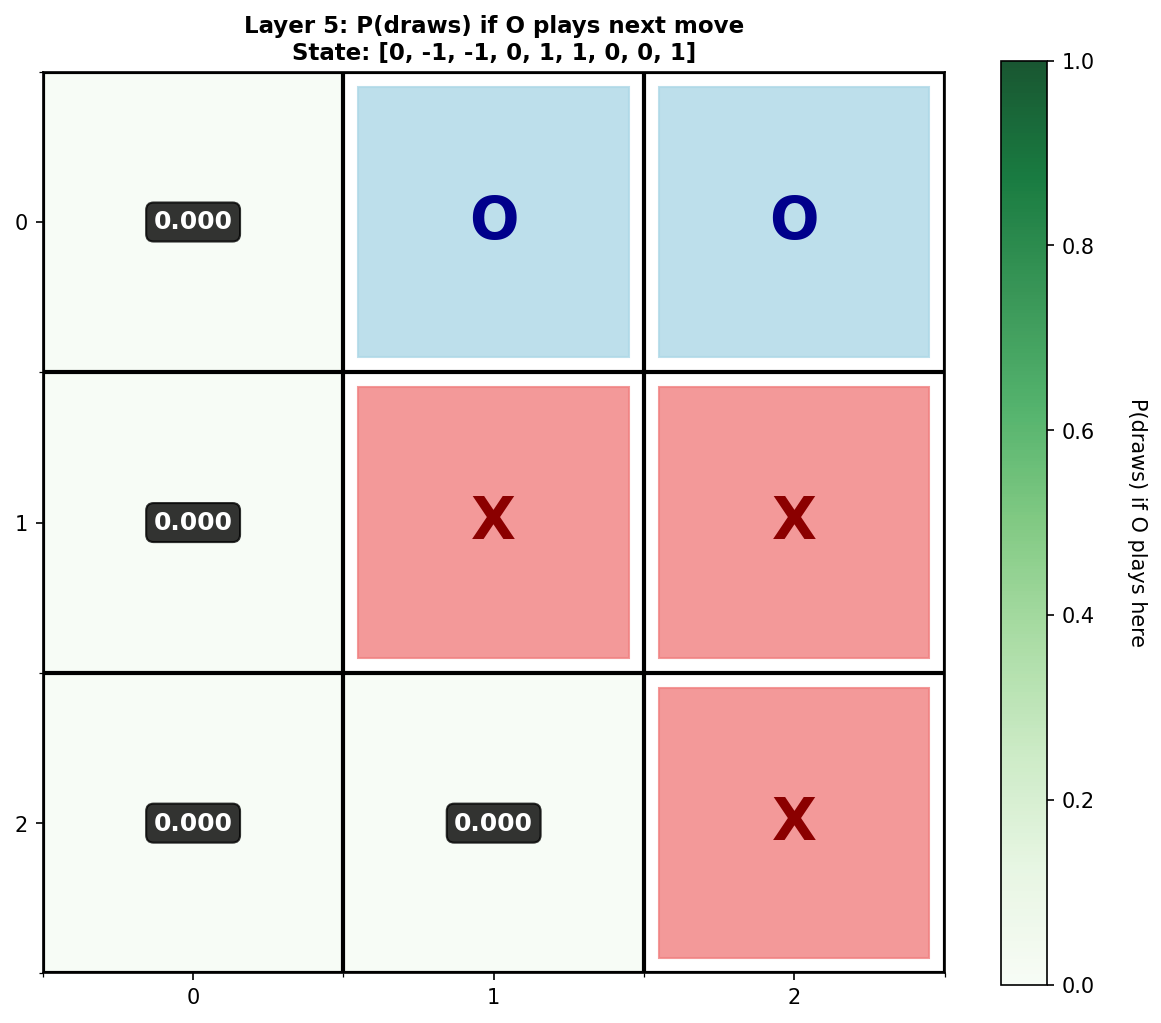 Layer 5: P(draws) if O plays next move
State: [0, -1, -1, 0, 1, 1, 0, 0, 1]
0.000
O
O
0.000
X
X
0.000
0.000
X
0
1
2
0
1
2
1.0
0.8
0.6
0.4
0.2
0.0
P(draws) if O plays here